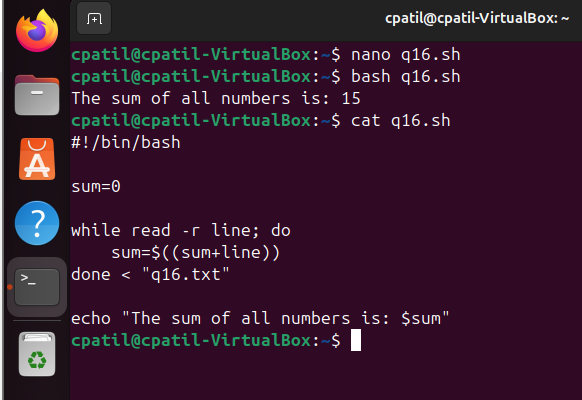 cpatil@cpatil-VirtualBox: ~
cpatil@cpatil-VirtualBox:~$ nano q16.sh
cpatil@cpatil-VirtualBox:~$ bash q16.sh
The sum of all numbers is: 15
cpatil@cpatil-VirtualBox:~$ cat q16.sh
#!/bin/bash

sum=0

while read -r line; do
    sum=$((sum+line))
done < "q16.txt"

echo "The sum of all numbers is: $sum"
cpatil@cpatil-VirtualBox:~$